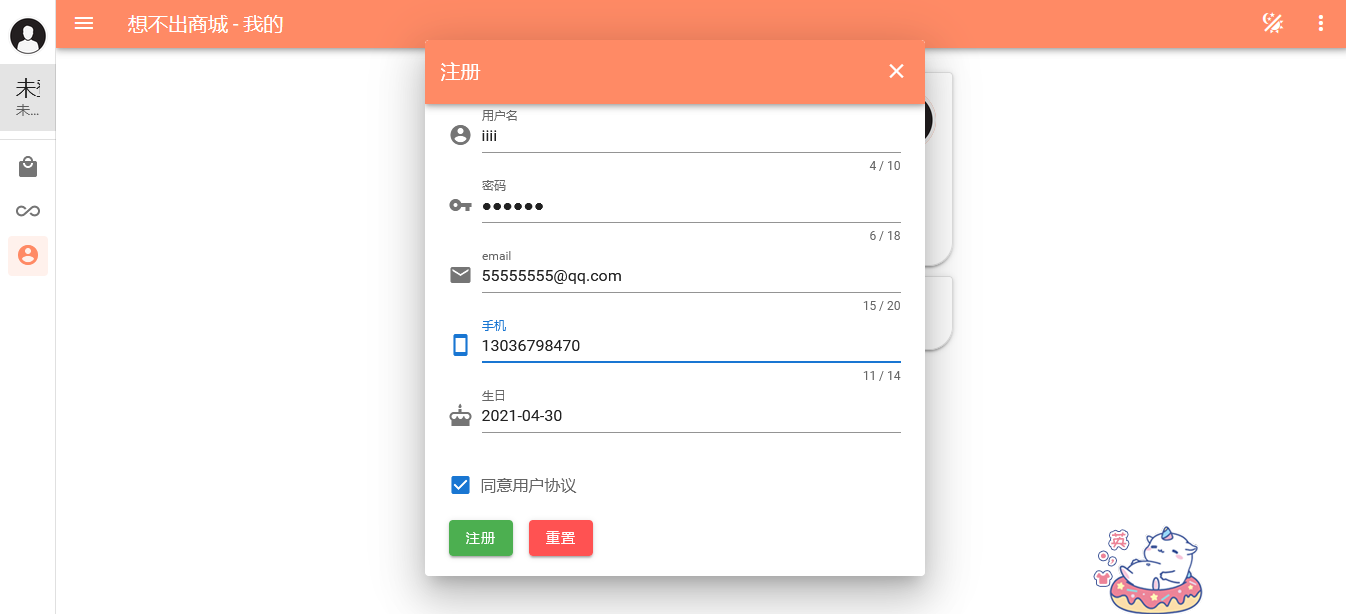 想不出商城 - 我的
未
未...
注册
用户名
iiii
4 / 10
密码
●●●●●●
6 / 18
email
55555555@qq.com
15 / 20
手机
13036798470
11 / 14
生日
2021-04-30
同意用户协议
注册
重置
英